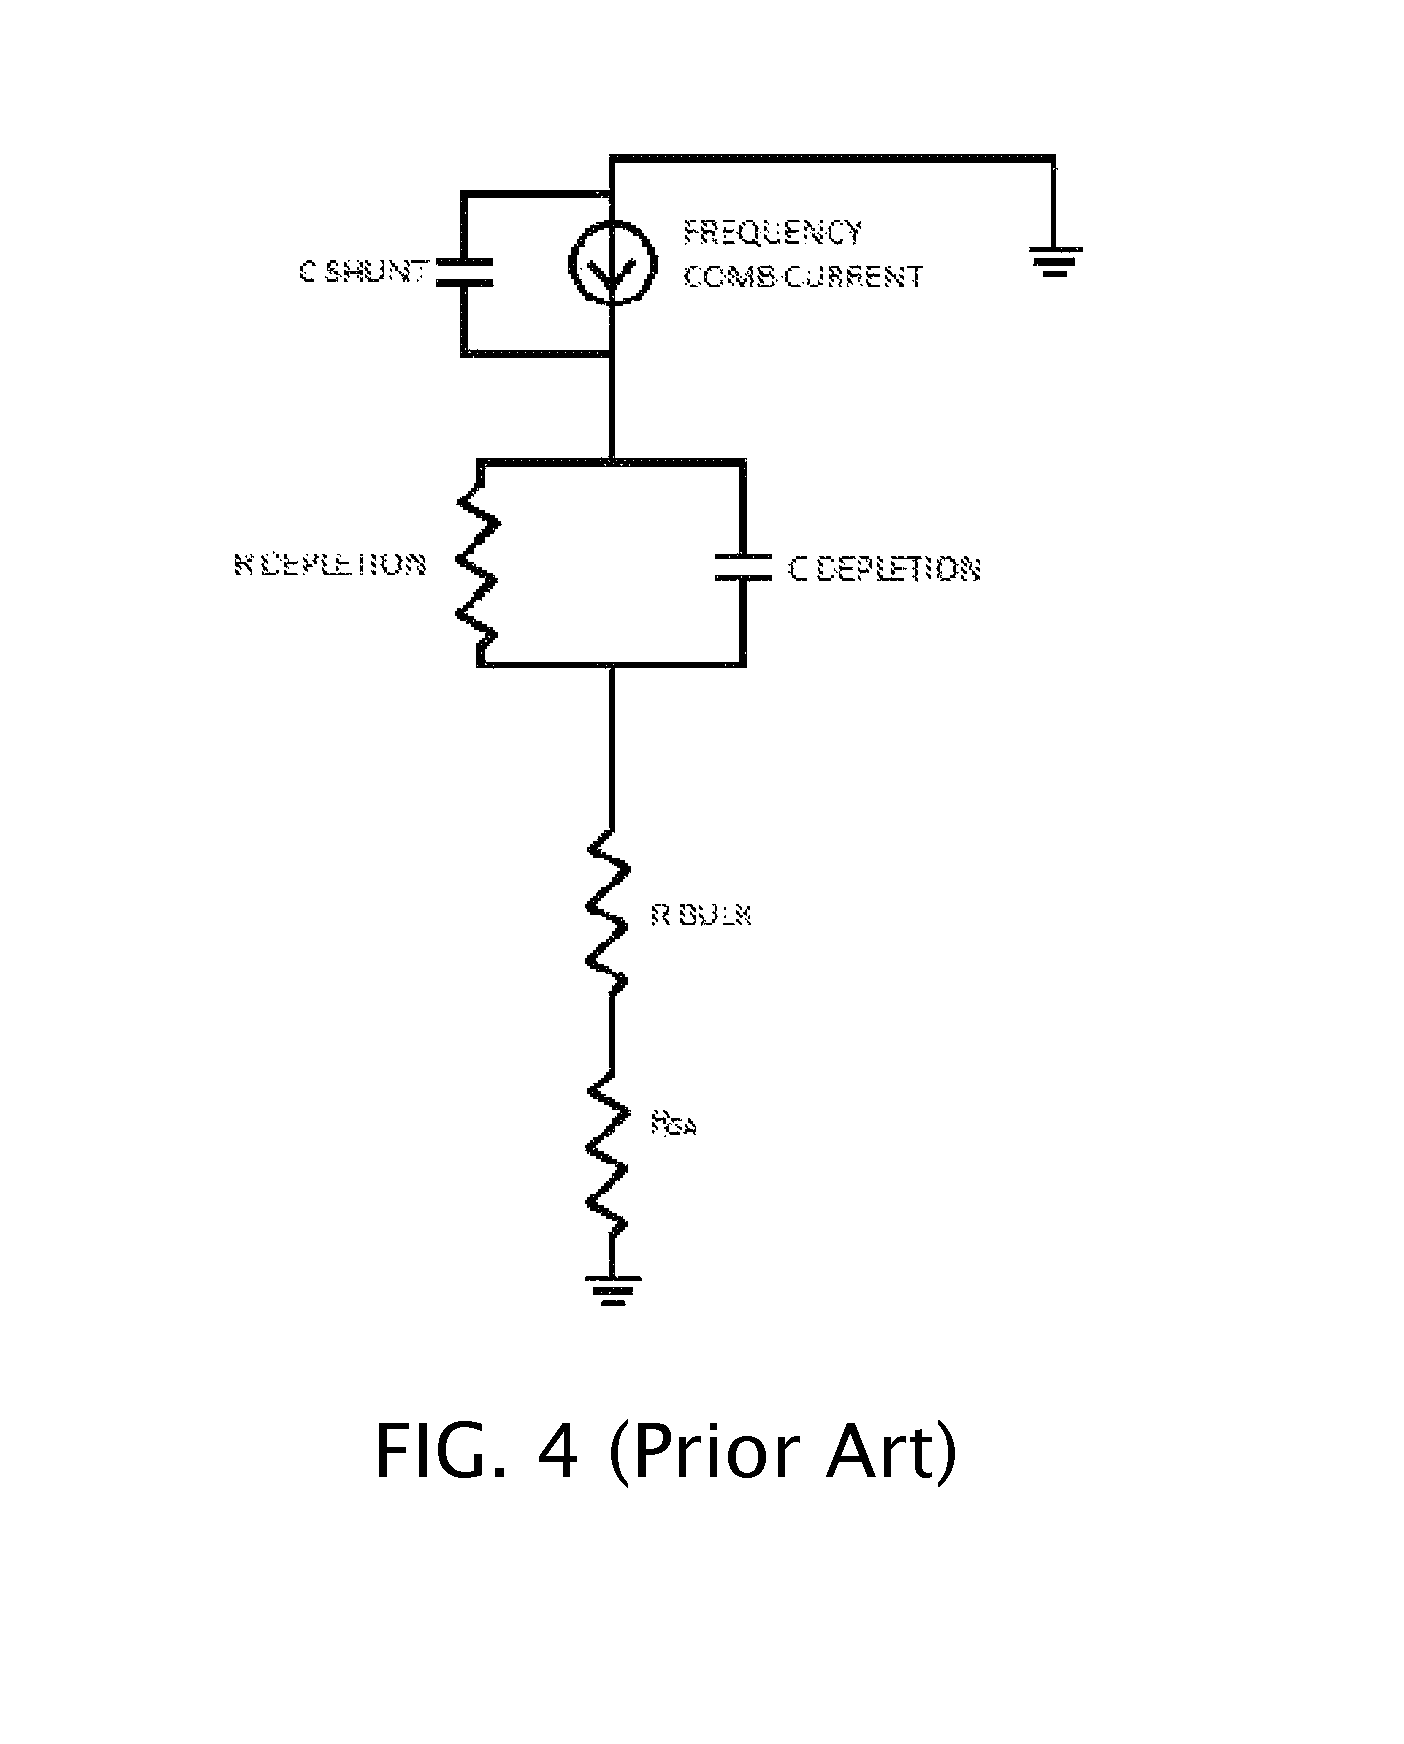 FREQUENCY
COMB CURRENT
C SHUNT
R DEPLETION
C DEPLETION
R BULK
RSA
FIG. 4 (Prior Art)